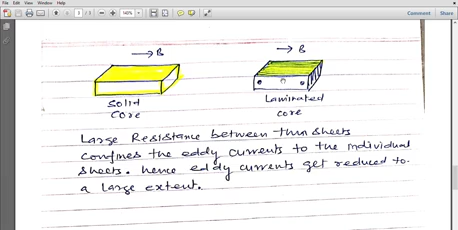 File Edit View Window Help
Comment Share
→ B
→ B
Solid
Core
Laminated
core
Large Resistance between thin sheets
confines the eddy currents to the individual
sheets. hence eddy currents get reduced to
a large extent.